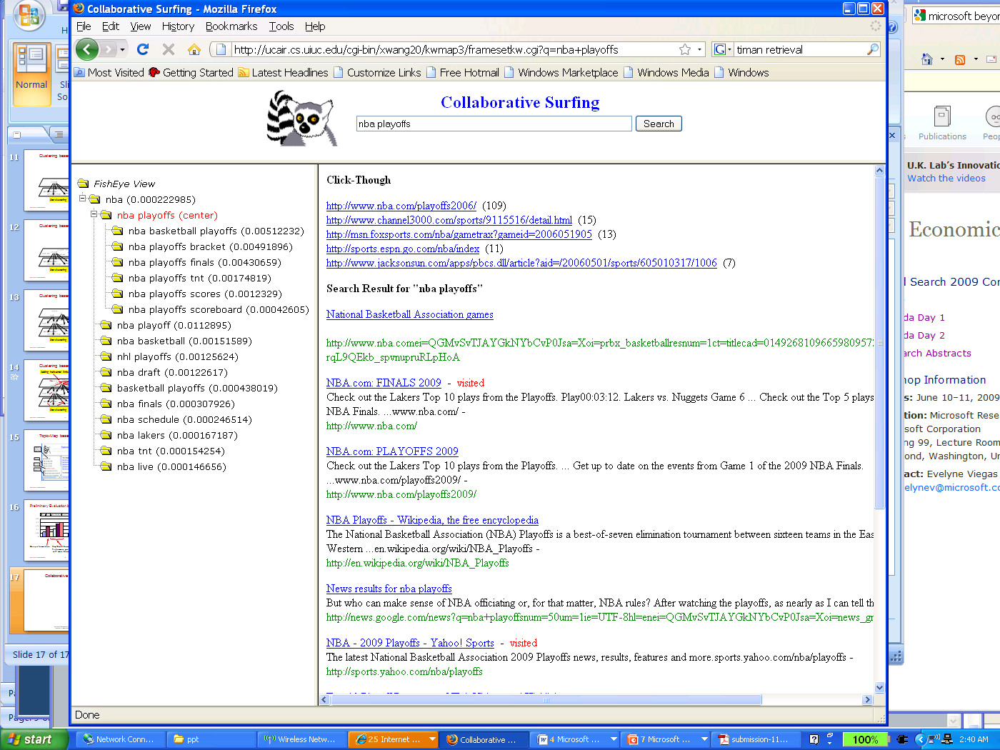 Collaborative Surfing - Mozilla Firefox
File Edit View History Bookmarks Tools Help
http://ucair.cs.uiuc.edu/cgi-bin/xwang20/kwmap3/framesetkw.cgi?q=nba+playoffs
timan retrieval
Most Visited Getting Started Latest Headlines Customize Links Free Hotmail Windows Marketplace Windows Media Windows
Collaborative Surfing
nba playoffs Search
FishEye View
nba (0.000222985)
nba playoffs (center)
nba basketball playoffs (0.00512232)
nba playoffs bracket (0.00491896)
nba playoffs finals (0.00430659)
nba playoffs tnt (0.00174819)
nba playoffs scores (0.0012329)
nba playoffs scoreboard (0.00042605)
nba playoff (0.0112895)
nba basketball (0.00151589)
nhl playoffs (0.00125624)
nba draft (0.00122617)
basketball playoffs (0.000438019)
nba finals (0.000307926)
nba schedule (0.000246514)
nba lakers (0.000167187)
nba tnt (0.000154254)
nba live (0.000146656)
Click-Though
http://www.nba.com/playoffs2006/ (109)
http://www.channel3000.com/sports/9115516/detail.html (15)
http://msn.foxsports.com/nba/gametrax?gameid=2006051905 (13)
http://sports.espn.go.com/nba/index (11)
http://www.jacksonsun.com/apps/pbcs.dll/article?aid=/20060501/sports/605010317/1006 (7)
Search Result for "nba playoffs"
National Basketball Association games
http://www.nba.comei=QGMvSvTJAYGkNYbCvP0Jsa=Xoi=prbx_basketballresnum=1ct=titlecad=0149268109665980957
rqL9QEkb_spvnupruRLpHoA
NBA.com: FINALS 2009 - visited
Check out the Lakers Top 10 plays from the Playoffs. Play00:03:12. Lakers vs. Nuggets Game 6 ... Check out the Top 5 plays
NBA Finals. ...www.nba.com/ -
http://www.nba.com/
NBA.com: PLAYOFFS 2009
Check out the Lakers Top 10 plays from the Playoffs. ... Get up to date on the events from Game 1 of the 2009 NBA Finals.
...www.nba.com/playoffs2009/ -
http://www.nba.com/playoffs2009/
NBA Playoffs - Wikipedia, the free encyclopedia
The National Basketball Association (NBA) Playoffs is a best-of-seven elimination tournament between sixteen teams in the Eas
Western ...en.wikipedia.org/wiki/NBA_Playoffs -
http://en.wikipedia.org/wiki/NBA_Playoffs
News results for nba playoffs
But who can make sense of NBA officiating or, for that matter, NBA rules? After watching the playoffs, as nearly as I can tell th
http://news.google.com/news?q=nba+playoffsnum=50um=1ie=UTF-8hl=enei=QGMvSvTJAYGkNYbCvP0Jsa=Xoi=news_gr
NBA - 2009 Playoffs - Yahoo! Sports - visited
The latest National Basketball Association 2009 Playoffs news, results, features and more.sports.yahoo.com/nba/playoffs -
http://sports.yahoo.com/nba/playoffs
Done
Normal
11
12
13
14
15
16
17
Slide 17 of 17
microsoft beyon
Publications Peop
U.K. Lab's Innovatio
Watch the videos
Economic
Search 2009 Con
da Day 1
da Day 2
arch Abstracts
hop Information
s: June 10-11, 2009
tion: Microsoft Rese
soft Corporation
ng 99, Lecture Room
ond, Washington, Un
act: Evelyne Viegas
elynev@microsoft.co
start Network Conn... ppt Wireless Netw... 25 Internet ... Collaborative ... 4 Microsoft ... 7 Microsoft ... submission-11... 100% 2:40 AM